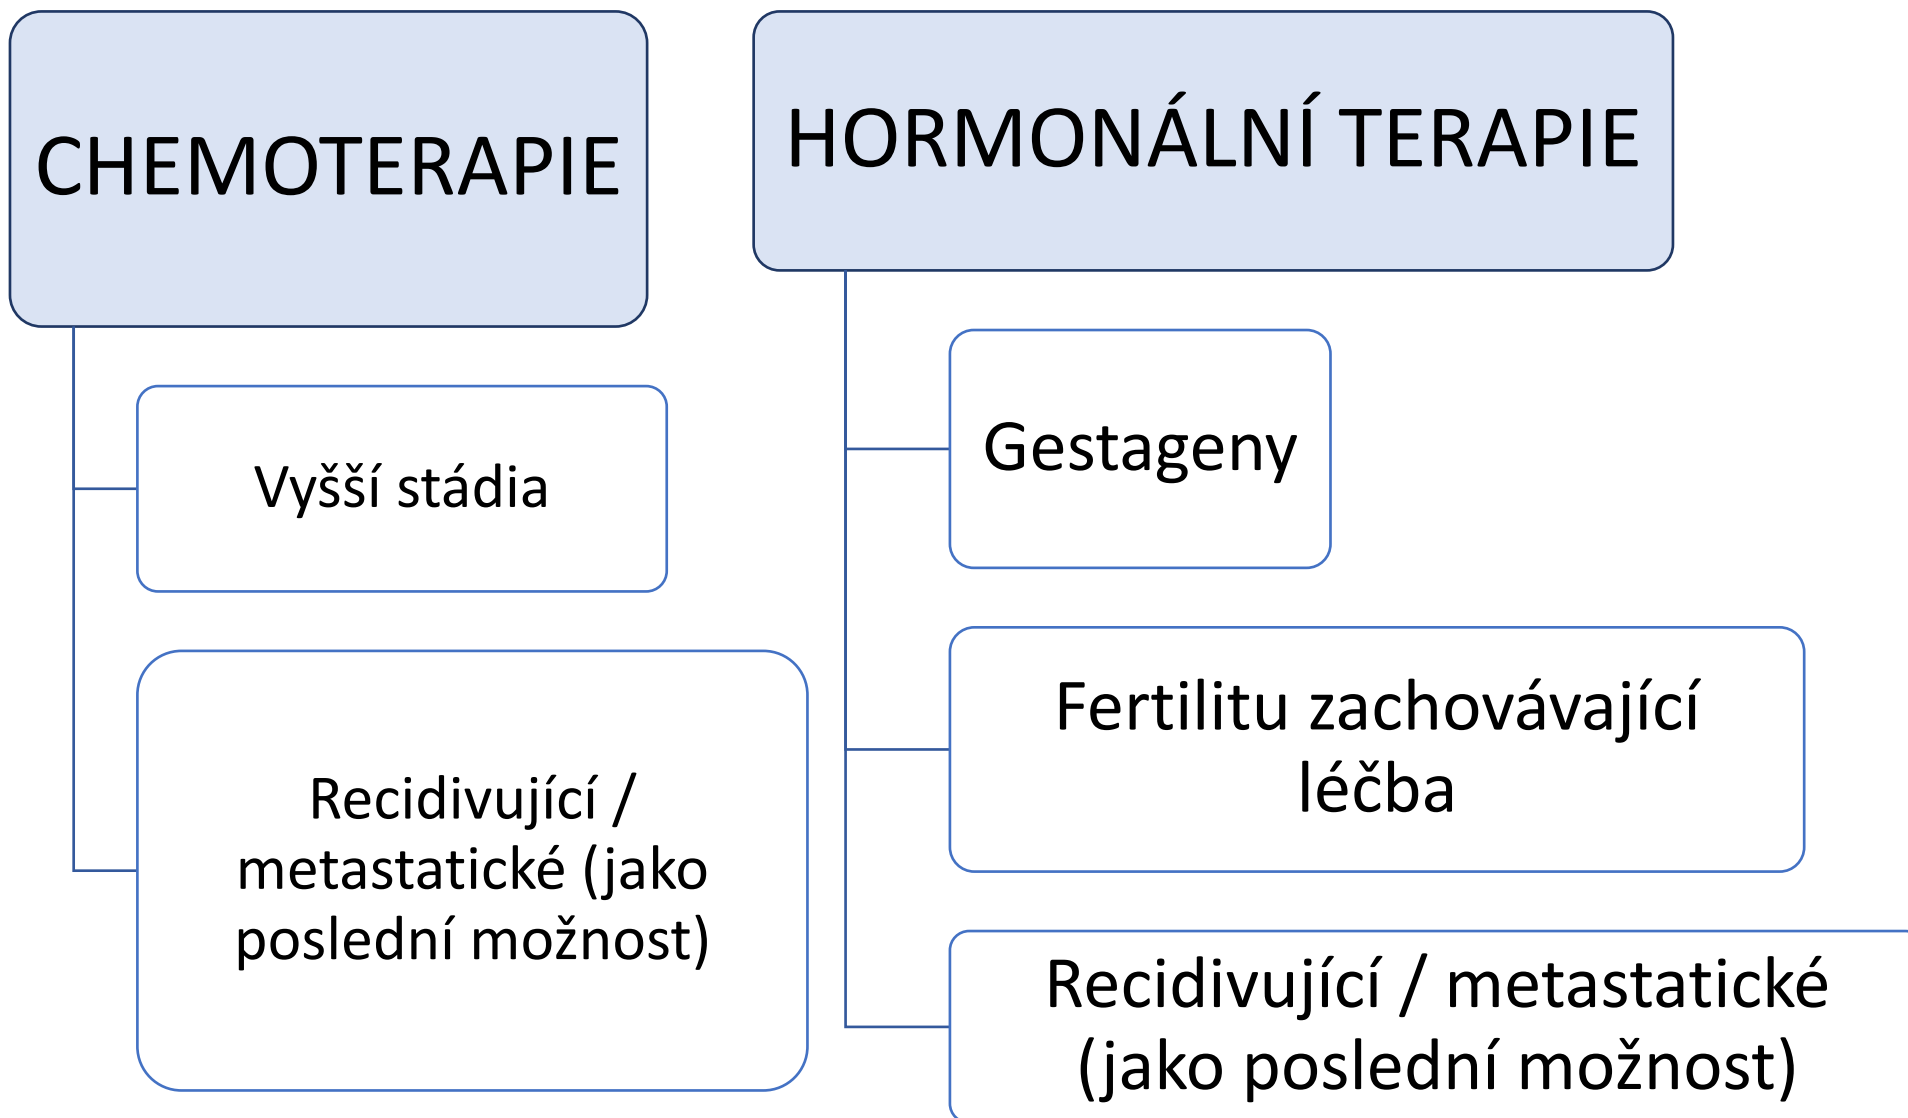 CHEMOTERAPIE
Vyšší stádia
Recidivující /
metastatické (jako
poslední možnost)
HORMONÁLNÍ TERAPIE
Gestageny
Fertilitu zachovávající
léčba
Recidivující / metastatické
(jako poslední možnost)